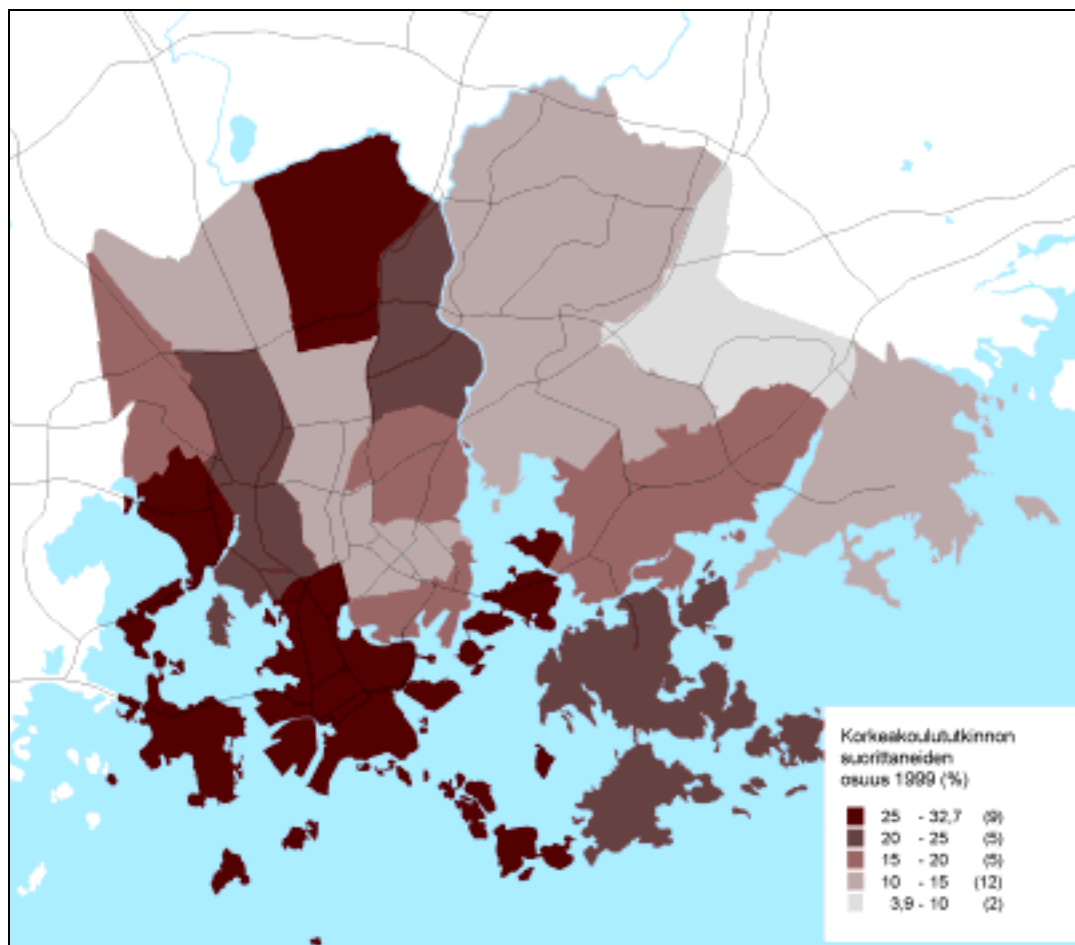 Korkeakoulututkinnon
suorittaneiden
osuus 1999 (%)
25 - 32,7 (9)
20 - 25 (5)
15 - 20 (5)
10 - 15 (12)
3,9 - 10 (2)